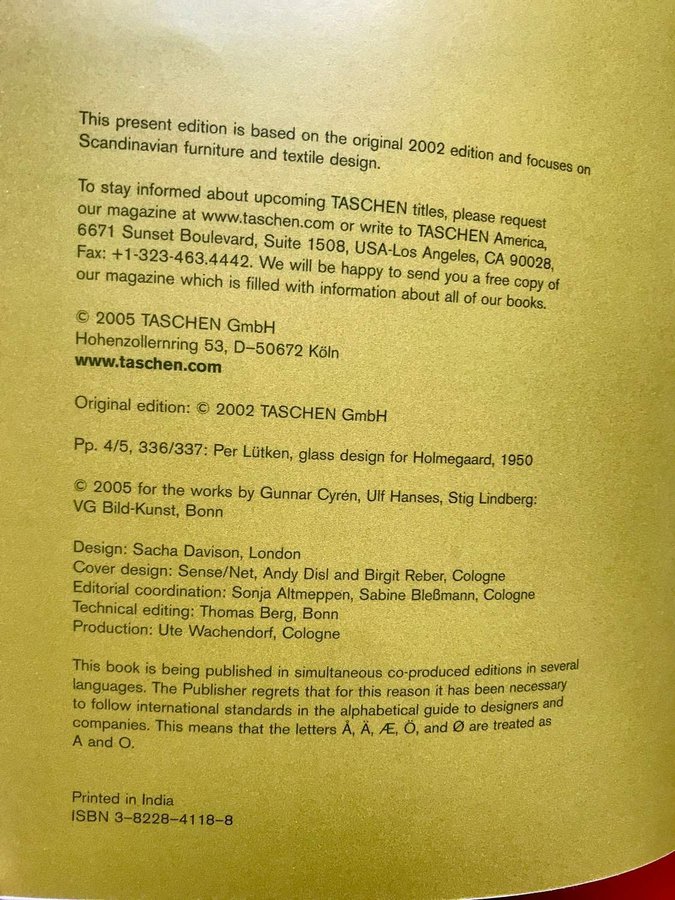 This present edition is based on the original 2002 edition and focuses on
Scandinavian furniture and textile design.
To stay informed about upcoming TASCHEN titles, please request
our magazine at www.taschen.com or write to TASCHEN America,
6671 Sunset Boulevard, Suite 1508, USA-Los Angeles, CA 90028,
Fax: +1-323-463.4442. We will be happy to send you a free copy of
our magazine which is filled with information about all of our books.
© 2005 TASCHEN GmbH
Hohenzollernring 53, D–50672 Köln
www.taschen.com
Original edition: © 2002 TASCHEN GmbH
Pp. 4/5, 336/337: Per Lütken, glass design for Holmegaard, 1950
© 2005 for the works by Gunnar Cyrén, Ulf Hanses, Stig Lindberg:
VG Bild-Kunst, Bonn
Design: Sacha Davison, London
Cover design: Sense/Net, Andy Disl and Birgit Reber, Cologne
Editorial coordination: Sonja Altmeppen, Sabine Bleßmann, Cologne
Technical editing: Thomas Berg, Bonn
Production: Ute Wachendorf, Cologne
This book is being published in simultaneous co-produced editions in several
languages. The Publisher regrets that for this reason it has been necessary
to follow international standards in the alphabetical guide to designers and
companies. This means that the letters Å, Ä, Æ, Ö, and Ø are treated as
A and O.
Printed in India
ISBN 3–8228–4118–8